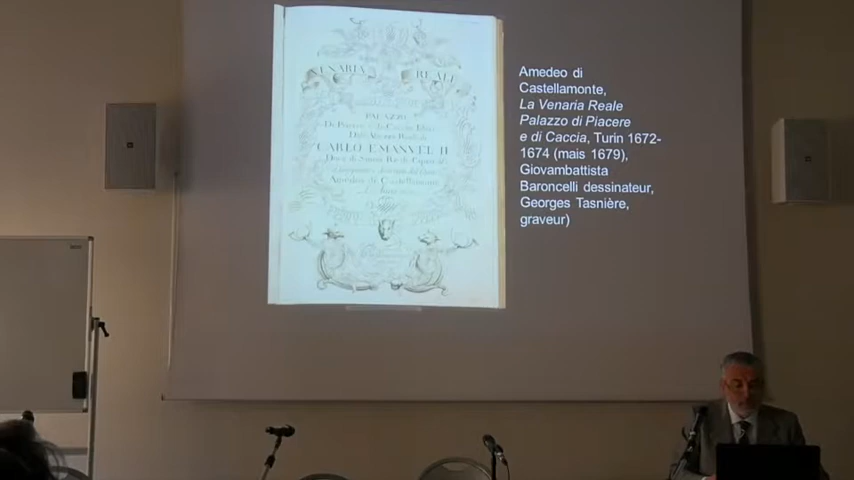 VENARIA REALE
PALAZZO
CARLO EMANVEL II
Amedeo di
Castellamonte,
La Venaria Reale
Palazzo di Piacere
e di Caccia, Turin 1672-
1674 (mais 1679)
Giovambattista
Baroncelli dessinateur,
Georges Tasnière,
graveur)